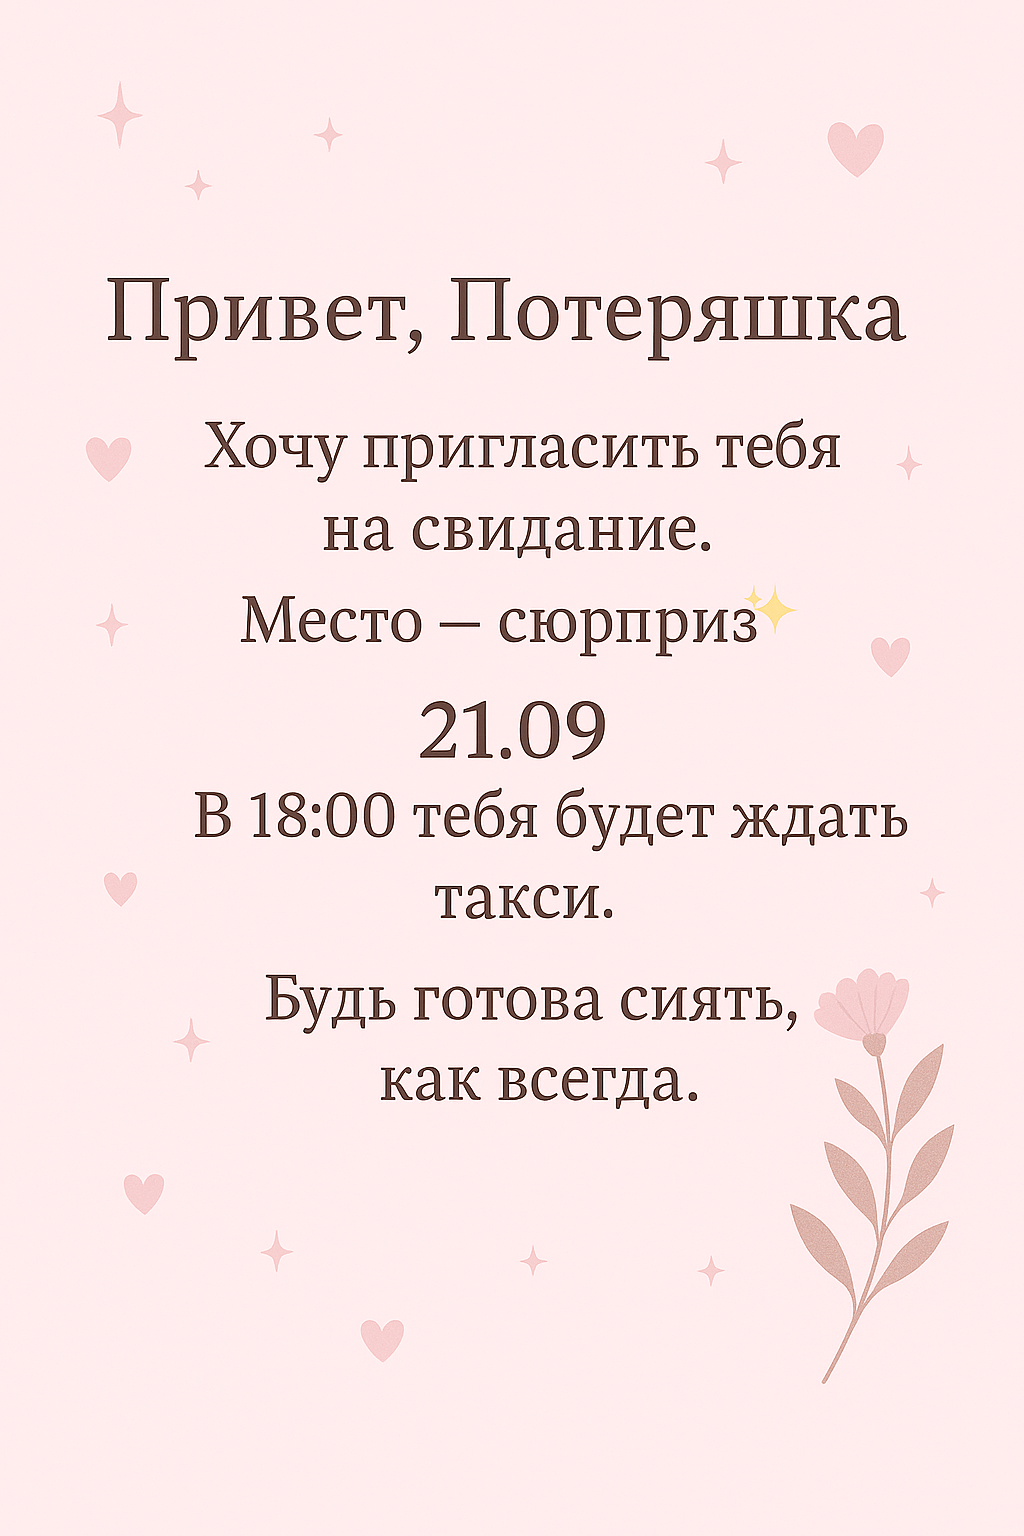 Привет, Потеряшка
Хочу пригласить тебя
на свидание.
Место — сюрприз✨
21.09
В 18:00 тебя будет ждать
такси.
Будь готова сиять,
как всегда.